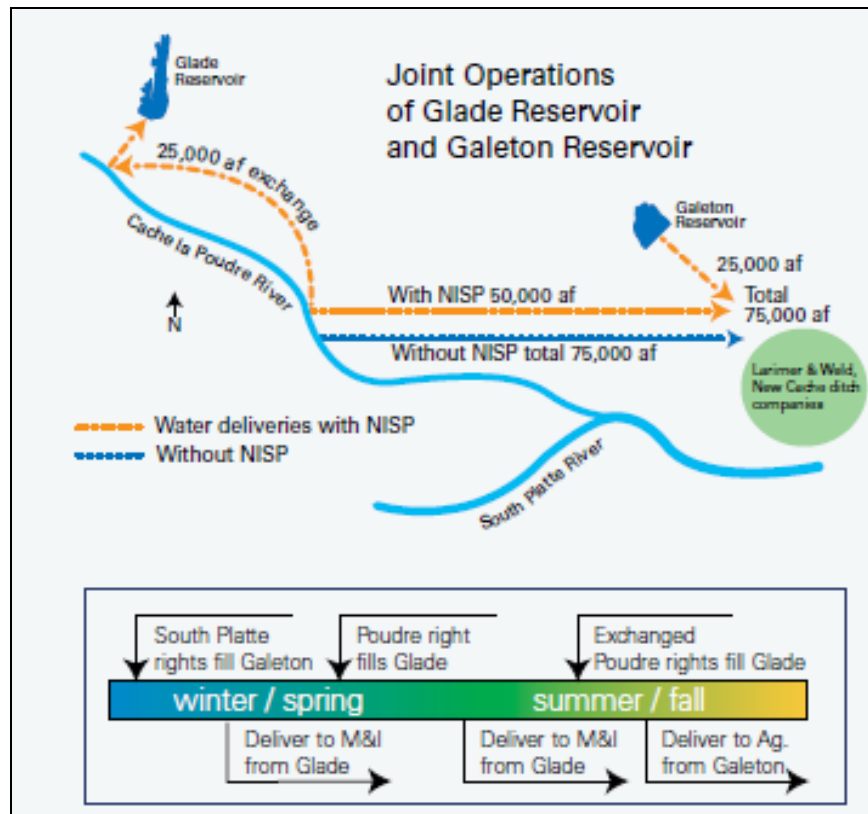 Glade
Reservoir
Joint Operations
of Glade Reservoir
and Galeton Reservoir
25,000 af exchange
Cache la Poudre River
Galeton
Reservoir
25,000 af
With NISP 50,000 af
Total
75,000 af
N
Without NISP total 75,000 af
Larimer & Weld,
New Cache ditch
companies
Water deliveries with NISP
Without NISP
South Platte River
South Platte
rights fill Galeton
Poudre right
fills Glade
Exchanged
Poudre rights fill Glade
winter / spring
summer / fall
Deliver to M&I
from Glade
Deliver to M&I
from Glade
Deliver to Ag.
from Galeton